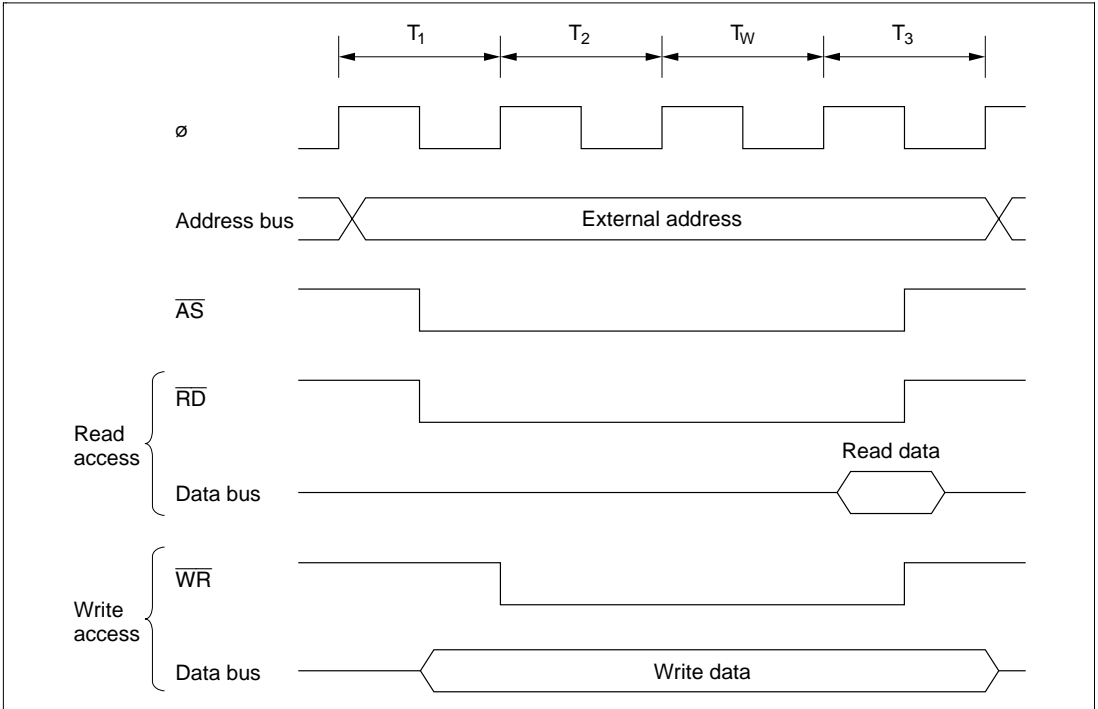 T1 T2 TW T3
ø
Address bus External address
AS
Read access
RD
Read data
Data bus
Write access
WR
Data bus Write data